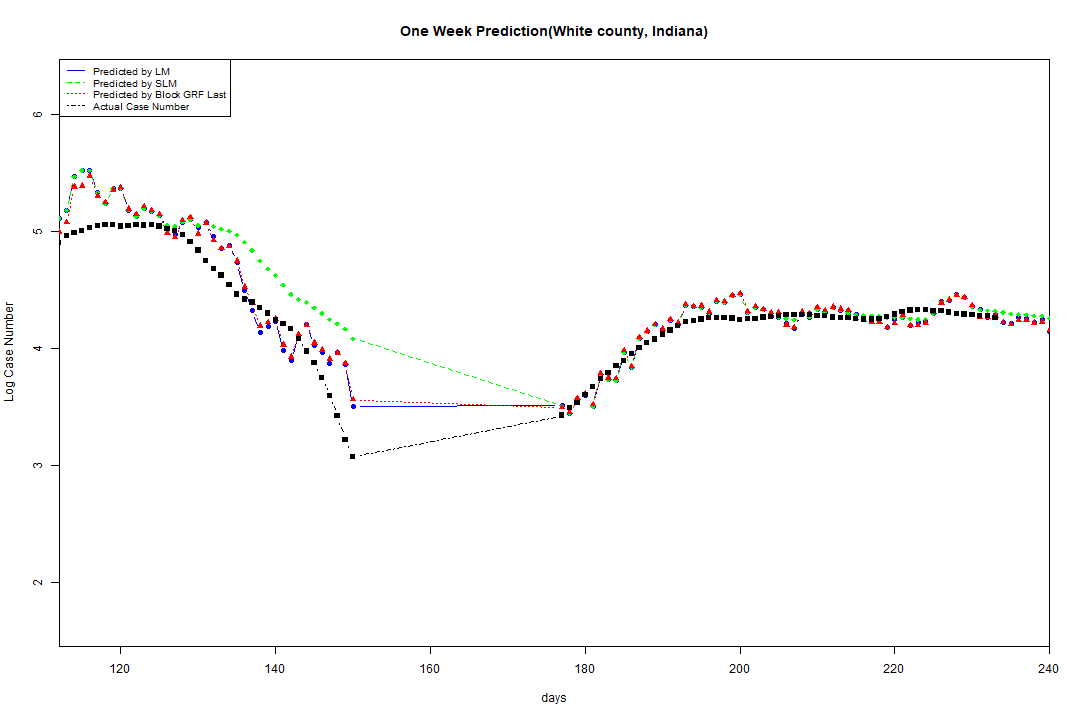 One Week Prediction(White county, Indiana)
Predicted by LM
Predicted by SLM
Predicted by Block GRF Last
Actual Case Number
6
5
4
3
2
Log Case Number
120 140 160 180 200 220 240
days